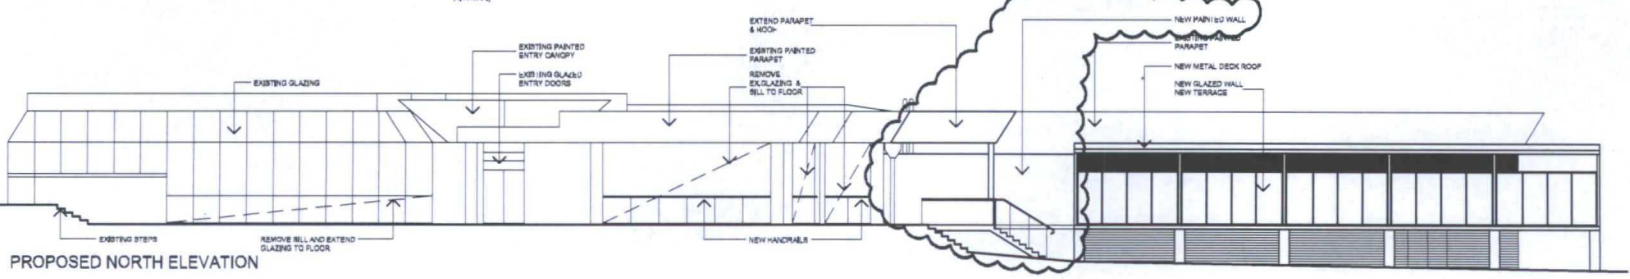 EXTEND PARAPET
& ROOF
NEW PAINTED WALL
EXISTING PAINTED
PARAPET
EXISTING PAINTED
ENTRY CANOPY
EXISTING PAINTED
PARAPET
NEW METAL DECK ROOF
EXISTING GLAZING
EXISTING GLAZED
ENTRY DOORS
REMOVE
EX.GLAZING &
SILL TO FLOOR
NEW GLAZED WALL
NEW TERRACE
EXISTING STEPS
REMOVE SILL AND EXTEND
GLAZING TO FLOOR
NEW HANDRAILS
PROPOSED NORTH ELEVATION